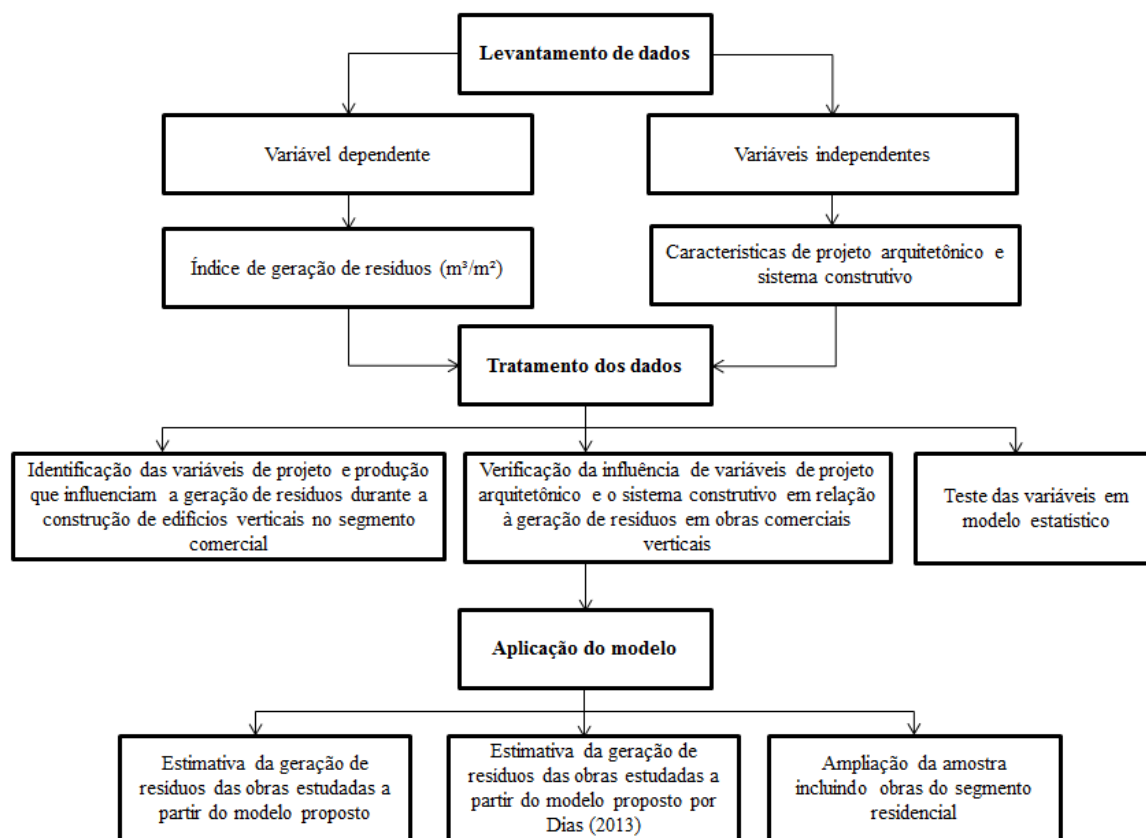 Levantamento de dados
Variável dependente
Variáveis independentes
Índice de geração de resíduos (m³/m²)
Características de projeto arquitetônico e
sistema construtivo
Tratamento dos dados
Identificação das variáveis de projeto e produção
que influenciam a geração de resíduos durante a
construção de edifícios verticais no segmento
comercial
Verificação da influência de variáveis de projeto
arquitetônico e o sistema construtivo em relação
à geração de resíduos em obras comerciais
verticais
Teste das variáveis em
modelo estatístico
Aplicação do modelo
Estimativa da geração de
resíduos das obras estudadas a
partir do modelo proposto
Estimativa da geração de
resíduos das obras estudadas a
partir do modelo proposto por
Dias (2013)
Ampliação da amostra
incluindo obras do segmento
residencial